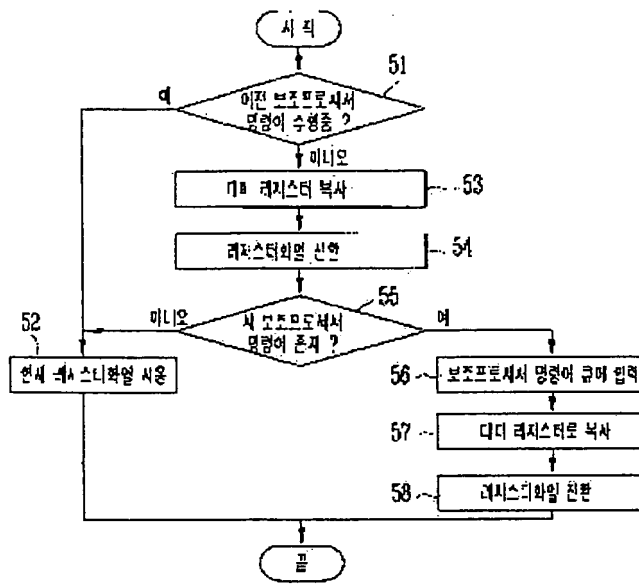 시 작
51
예
이전 보조프로세서
명령이 수행중 ?
아니오
레지스터 복사
53
레지스터화일
54
55
아니오
새 보조프로세서
명령어 존재 ?
예
52
현재 레지스터화일 사용
56
보조프로세서 명령어 큐에 입력
57
레지스터로 복사
58
레지스터화일 전환
끝